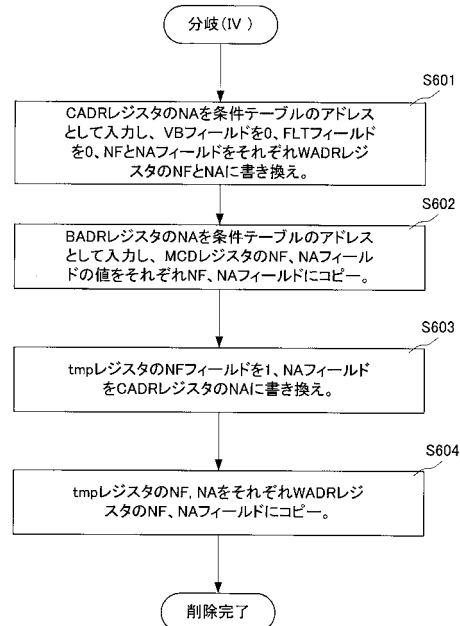 分岐(IV)
S601
CADRレジスタのNAを条件テーブルのアドレス
として入力し、VBフィールドを0、FLTフィールド
を0、NFとNAフィールドをそれぞれWADRレジ
スタのNFとNAに書き換え。
S602
BADRレジスタのNAを条件テーブルのアドレス
として入力し、MCDレジスタのNF、NAフィール
ドの値をそれぞれNF、NAフィールドにコピー。
S603
tmpレジスタのNFフィールドを1、NAフィールド
をCADRレジスタのNAに書き換え。
S604
tmpレジスタのNF, NAをそれぞれWADRレジ
スタのNF、NAフィールドにコピー。
削除完了